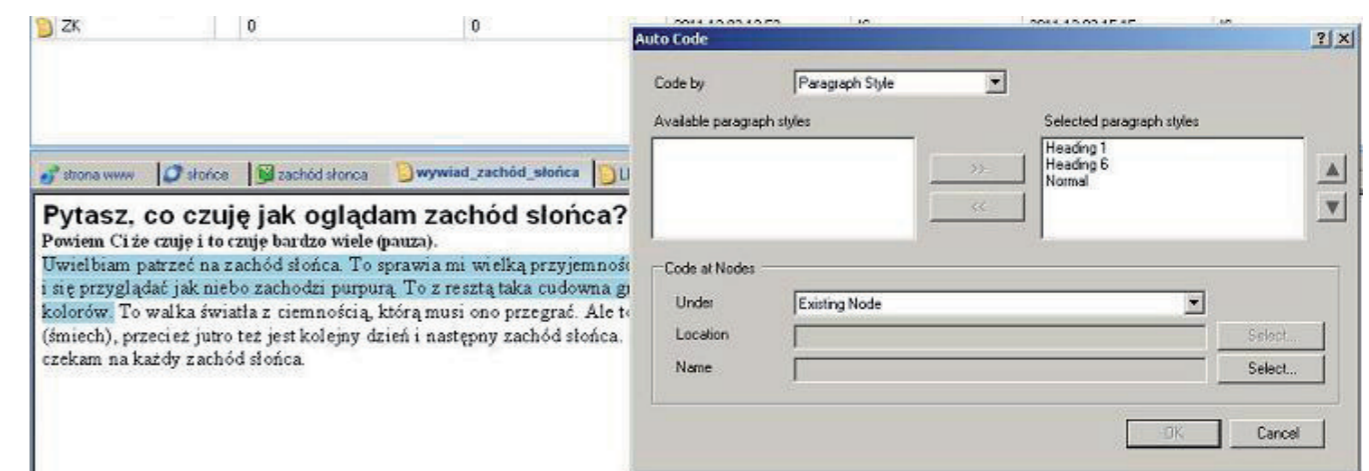 ZK 0 0
Auto Code
Code by Paragraph Style
Available paragraph styles Selected paragraph styles
>> Heading 1
Heading 6
<< Normal
strona www słońce zachód słonca wywiad_zachód_słońca
Pytasz, co czuję jak oglądam zachód słońca?
Powiem Ci że czuję i to czuję bardzo wiele (pauza).
Uwielbiam patrzeć na zachód słońca. To sprawia mi wielką przyjemnoś
i się przyglądać jak niebo zachodzi purpurą. To z resztą taka cudowna
kolorów. To walka światła z ciemnością, którą musi ono przegrać. Ale
(śmiech), przecież jutro też jest kolejny dzień i następny zachód słońca.
czekam na każdy zachód słońca.
Code at Nodes
Under Existing Node
Location Select...
Name Select...
OK Cancel